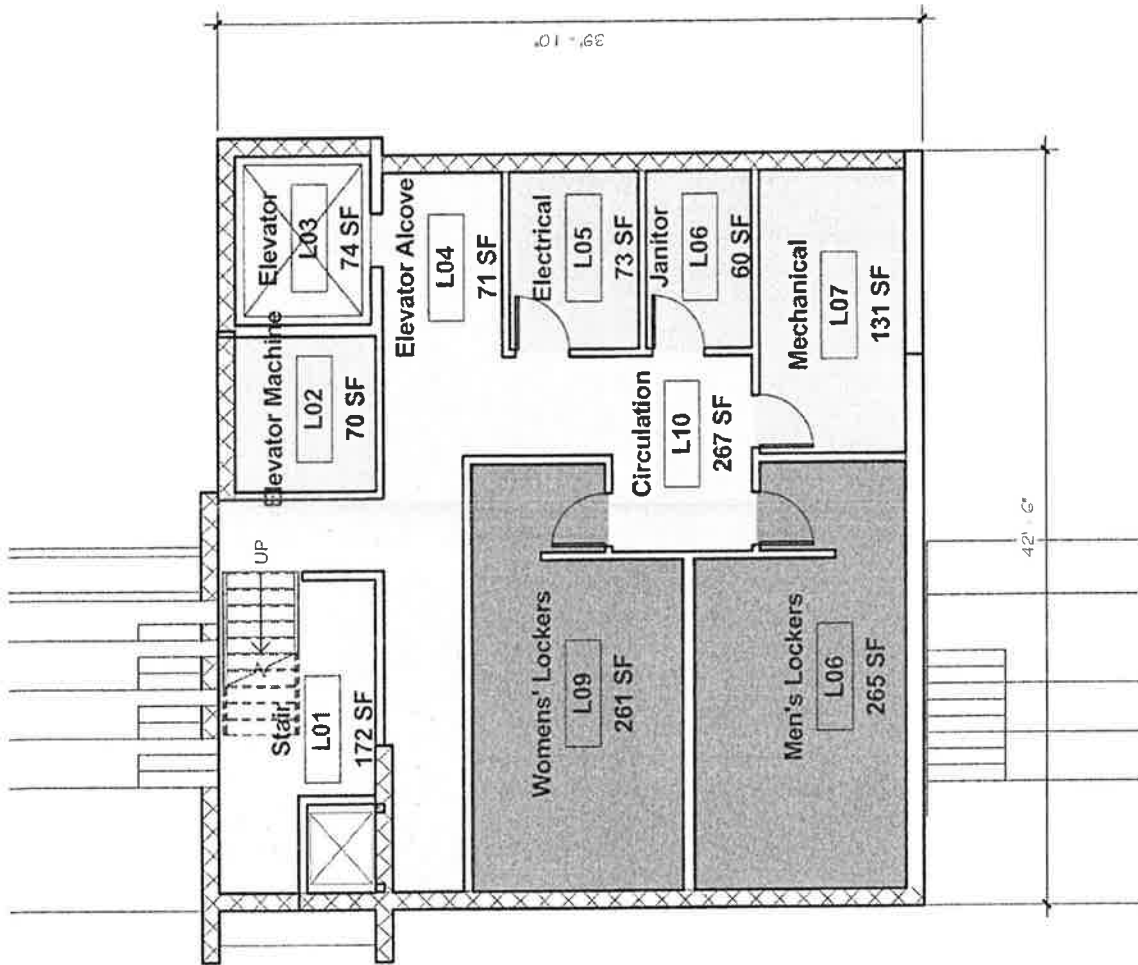 39' - 10"
Elevator
L03
74 SF
Elevator Machine
L02
70 SF
Elevator Alcove
L04
71 SF
UP
Stair
L01
172 SF
Electrical
L05
73 SF
Janitor
L06
60 SF
Circulation
L10
267 SF
Mechanical
L07
131 SF
Womens' Lockers
L09
261 SF
Men's Lockers
L06
265 SF
42' - 6"